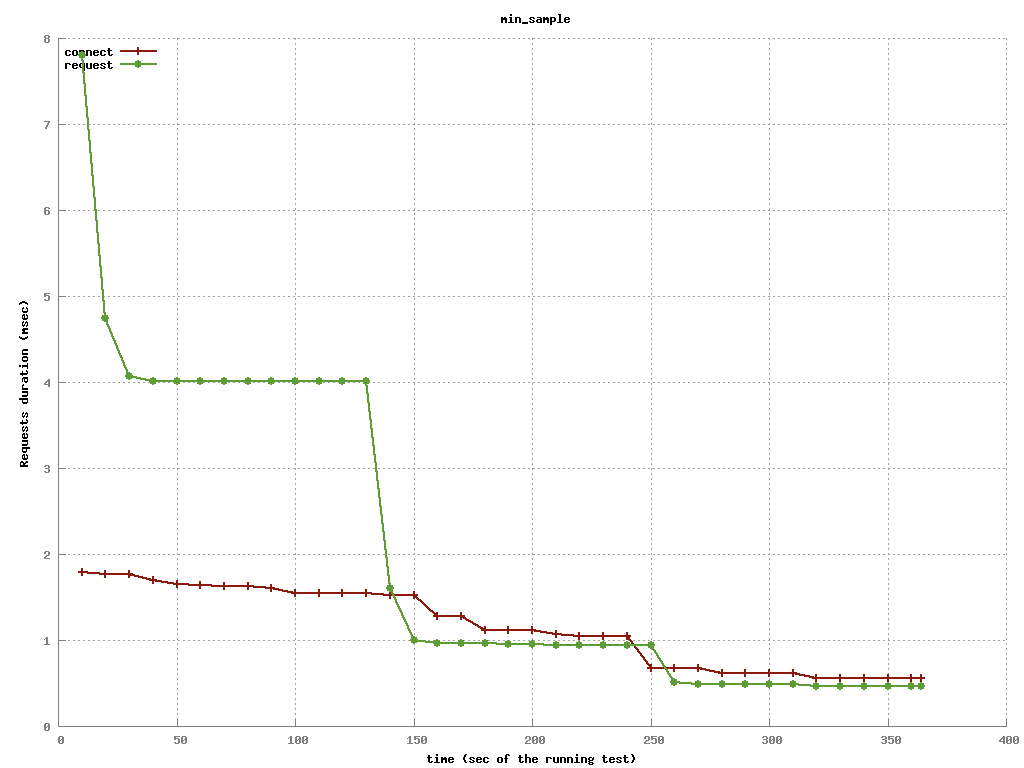 min_sample
connect
request
8
7
6
5
4
3
2
1
0
Requests duration (msec)
0 50 100 150 200 250 300 350 400
time (sec of the running test)